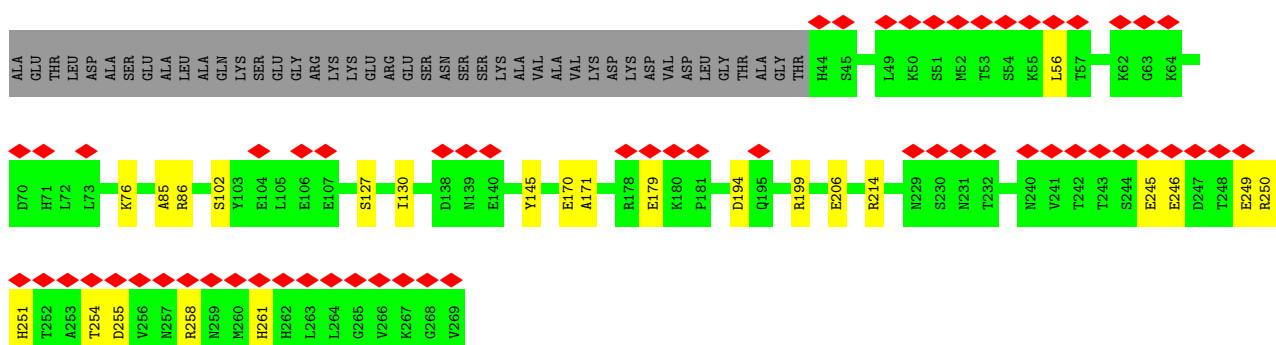 ALA GLU THR LEU ASP ALA SER GLU ALA LEU ALA GLN LYS SER GLU GLY ARG LYS LYS GLU ARG GLU SER ASN SER SER LYS ALA VAL ALA VAL LYS ASP LYS ASP VAL ASP LEU GLY THR ALA GLY THR H44 S45 L49 K50 S51 M52 T53 S54 K55 L56 T57 K62 G63 K64
D70 H71 L72 L73 K76 A85 R86 S102 Y103 E104 L105 E106 E107 S127 I130 D138 N139 E140 Y145 E170 A171 R178 E179 K180 P181 D194 Q195 R199 E206 R214 N229 S230 N231 T232 N240 V241 T242 T243 S244 E245 E246 D247 T248 E249 R250
H251 T252 A253 T254 D255 V256 N257 R258 N259 M260 H261 H262 L263 L264 G265 V266 K267 G268 V269